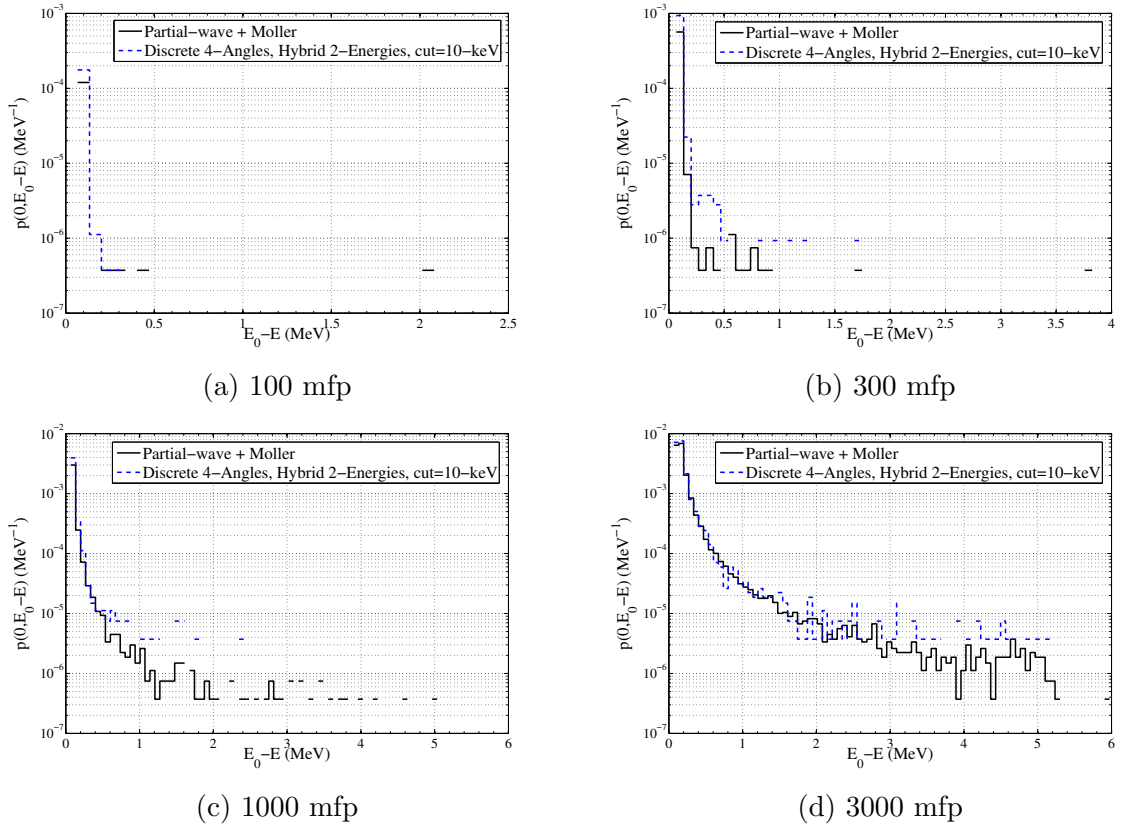 10⁻³
10⁻⁴
10⁻⁵
10⁻⁶
10⁻⁷
p(0,E₀−E) (MeV⁻¹)
Partial−wave + Moller
Discrete 4−Angles, Hybrid 2−Energies, cut=10−keV
0 0.5 1 1.5 2 2.5
E₀−E (MeV)
(a) 100 mfp
10⁻³
10⁻⁴
10⁻⁵
10⁻⁶
10⁻⁷
p(0,E₀−E) (MeV⁻¹)
Partial−wave + Moller
Discrete 4−Angles, Hybrid 2−Energies, cut=10−keV
0 0.5 1 1.5 2 2.5 3 3.5 4
E₀−E (MeV)
(b) 300 mfp
10⁻²
10⁻³
10⁻⁴
10⁻⁵
10⁻⁶
10⁻⁷
p(0,E₀−E) (MeV⁻¹)
Partial−wave + Moller
Discrete 4−Angles, Hybrid 2−Energies, cut=10−keV
0 1 2 3 4 5 6
E₀−E (MeV)
(c) 1000 mfp
10⁻²
10⁻³
10⁻⁴
10⁻⁵
10⁻⁶
10⁻⁷
p(0,E₀−E) (MeV⁻¹)
Partial−wave + Moller
Discrete 4−Angles, Hybrid 2−Energies, cut=10−keV
0 1 2 3 4 5 6
E₀−E (MeV)
(d) 3000 mfp